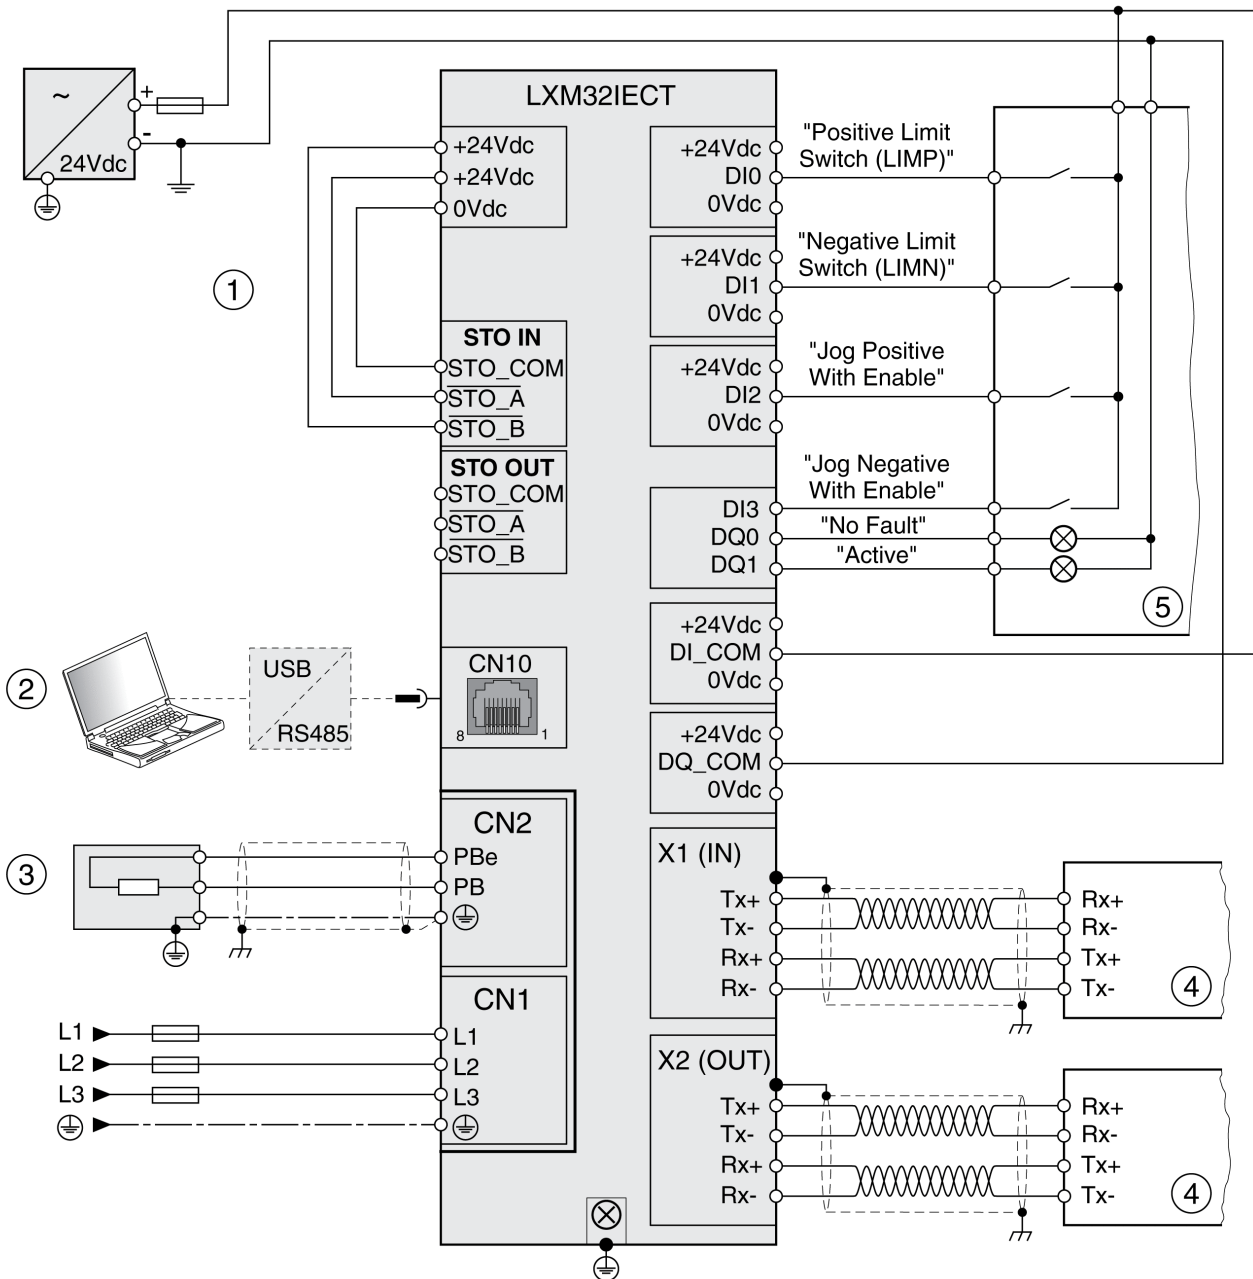 LXM32IECT
~
24Vdc
+
-
+24Vdc
+24Vdc
0Vdc
1
STO IN
STO_COM
STO_A
STO_B
STO OUT
STO_COM
STO_A
STO_B
2
USB
RS485
CN10
8
1
3
CN2
PBe
PB
CN1
L1
L2
L3
L1
L2
L3
+24Vdc
DI0
0Vdc
"Positive Limit
Switch (LIMP)"
+24Vdc
DI1
0Vdc
"Negative Limit
Switch (LIMN)"
+24Vdc
DI2
0Vdc
"Jog Positive
With Enable"
DI3
DQ0
DQ1
"Jog Negative
With Enable"
"No Fault"
"Active"
5
+24Vdc
DI_COM
0Vdc
+24Vdc
DQ_COM
0Vdc
X1 (IN)
Tx+
Tx-
Rx+
Rx-
Rx+
Rx-
Tx+
Tx-
4
X2 (OUT)
Tx+
Tx-
Rx+
Rx-
Rx+
Rx-
Tx+
Tx-
4